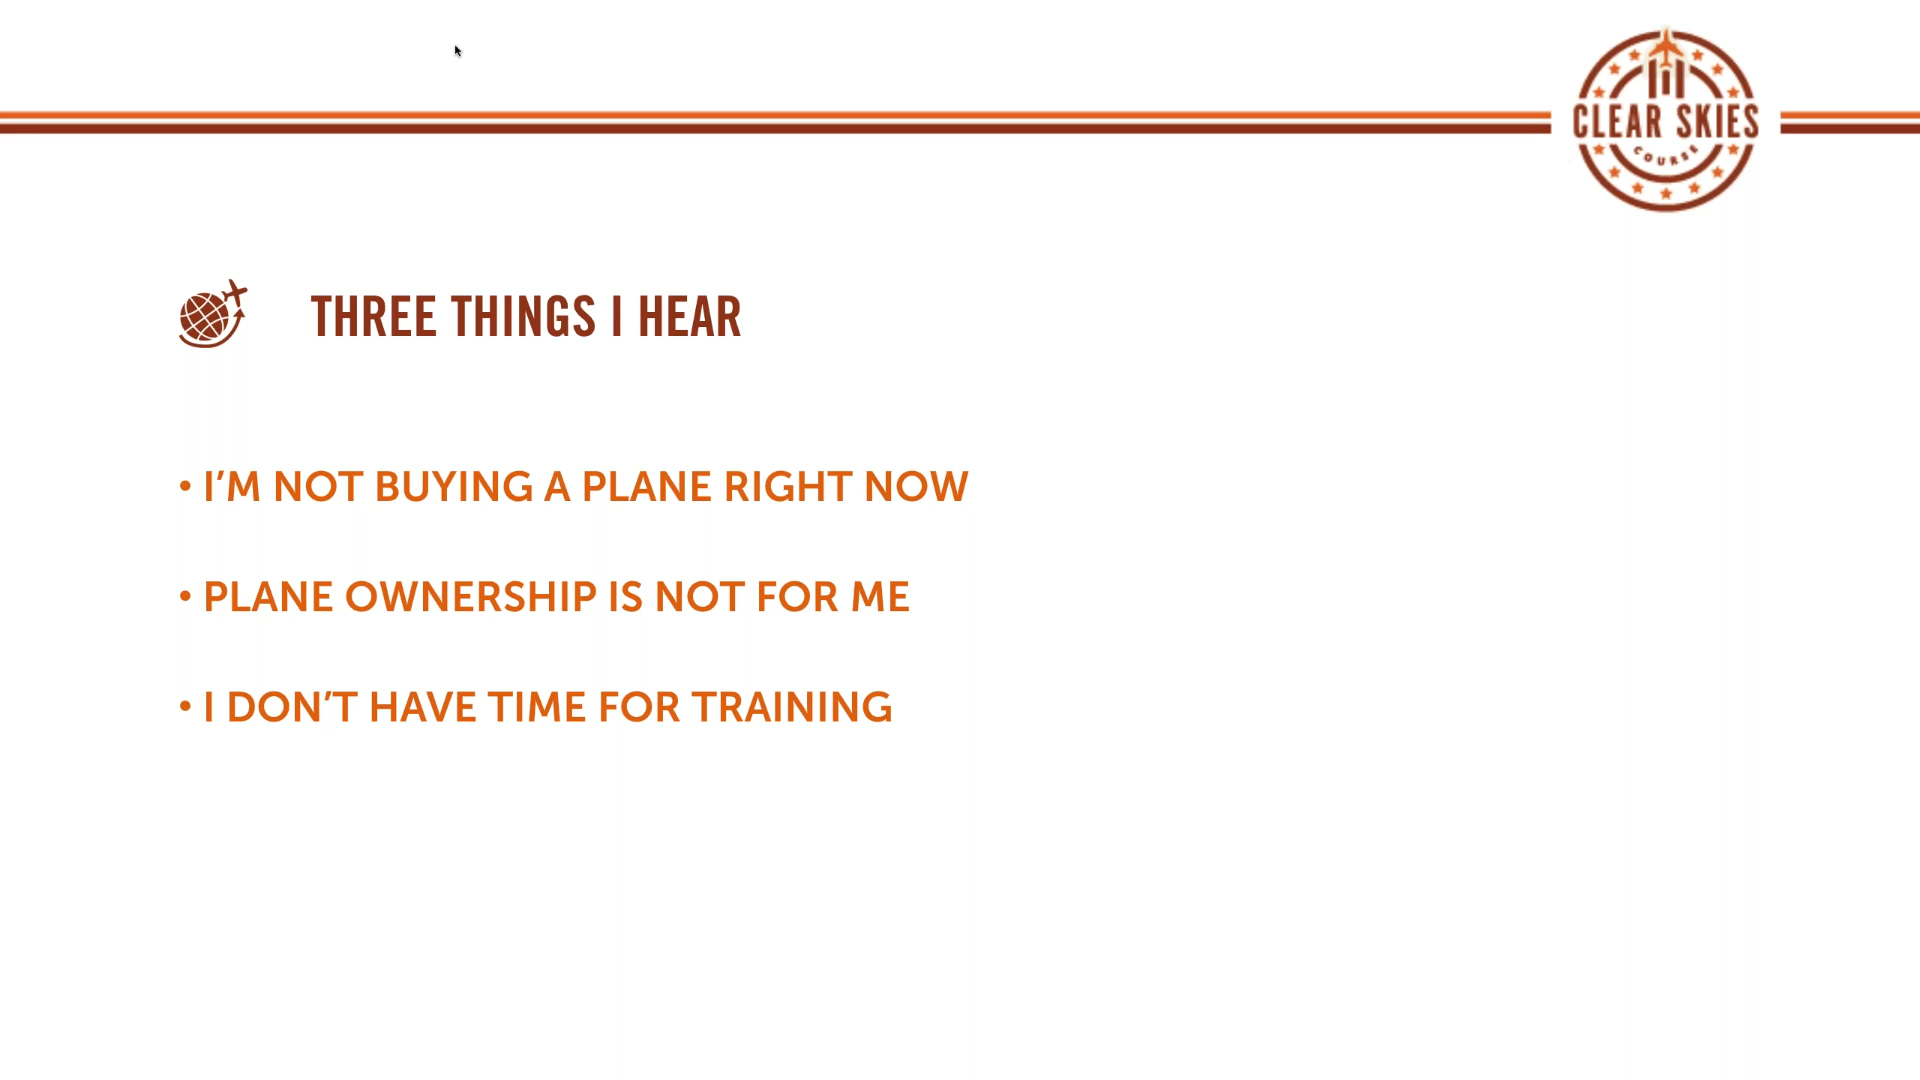 CLEAR SKIES
COURSE
THREE THINGS I HEAR
• I’M NOT BUYING A PLANE RIGHT NOW
• PLANE OWNERSHIP IS NOT FOR ME
• I DON’T HAVE TIME FOR TRAINING